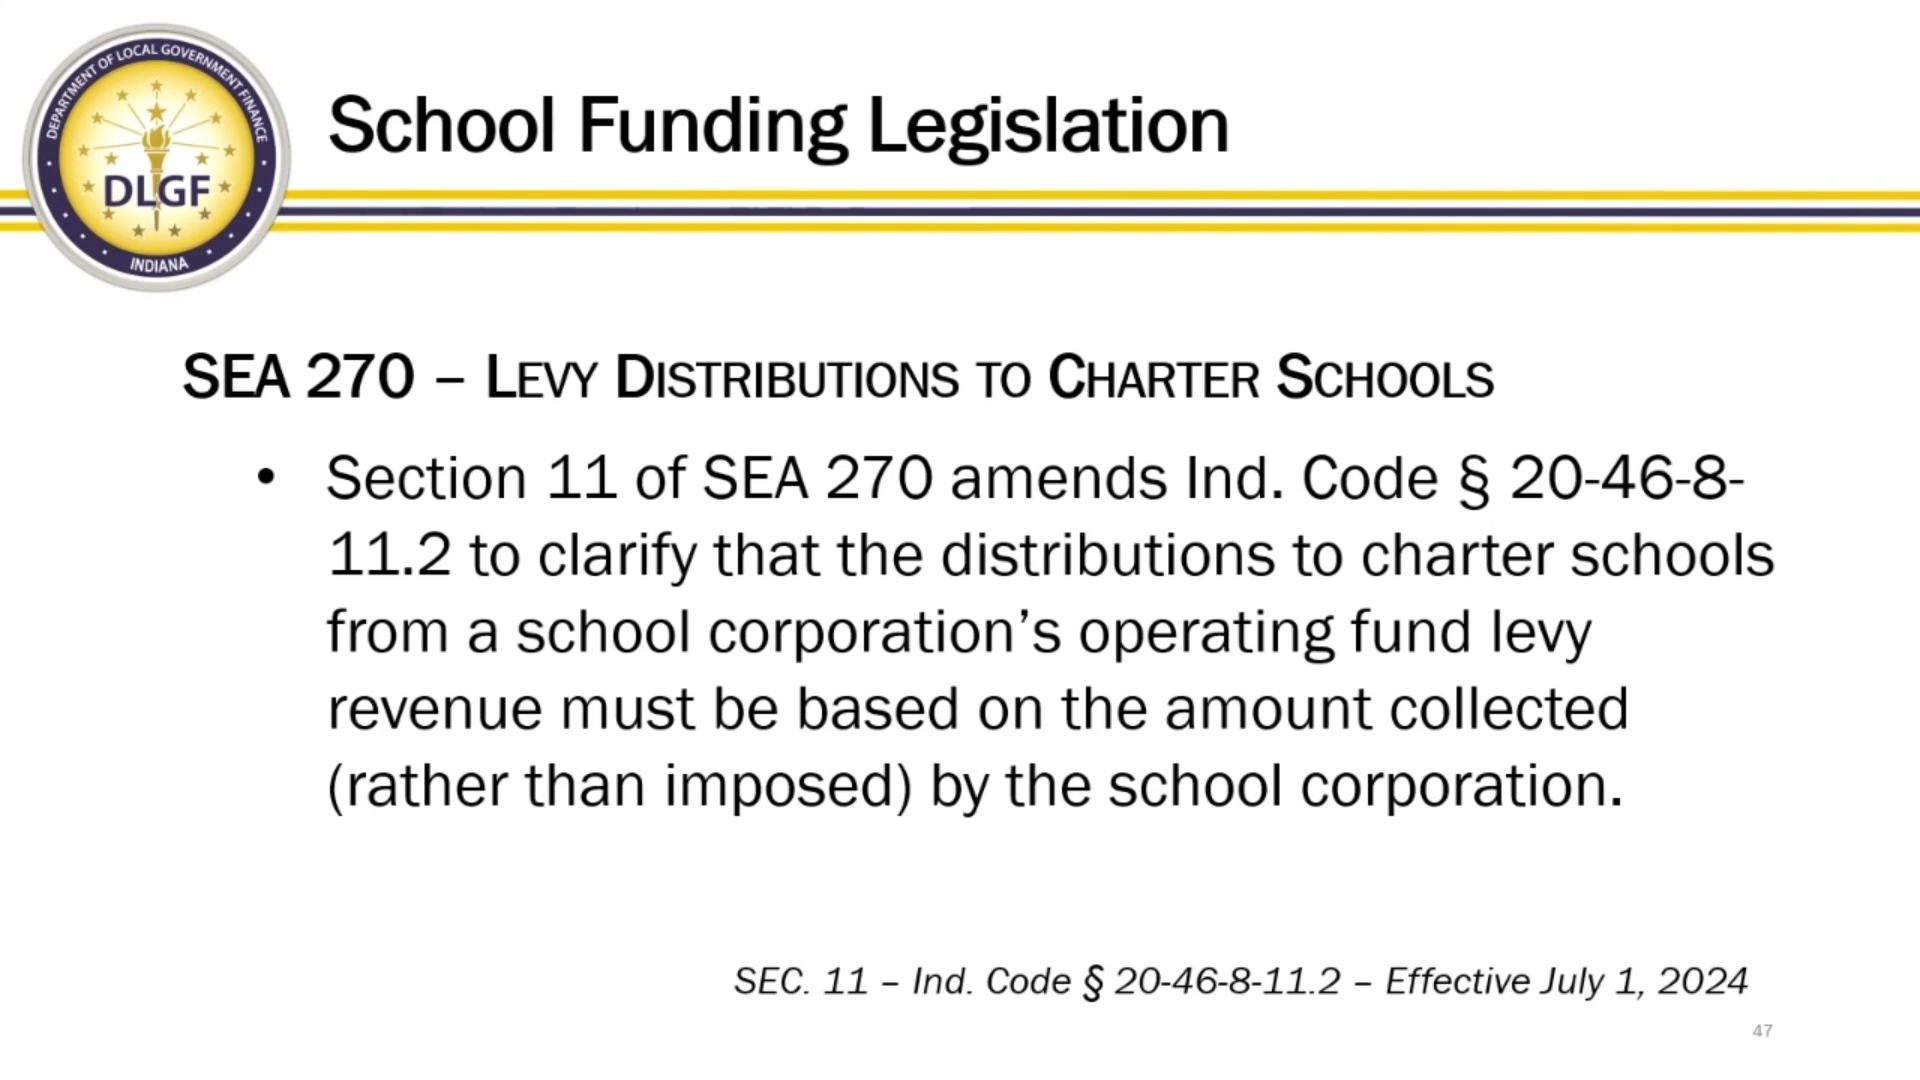 DEPARTMENT OF LOCAL GOVERNMENT FINANCE
DLGF
INDIANA
School Funding Legislation
SEA 270 – LEVY DISTRIBUTIONS TO CHARTER SCHOOLS
• Section 11 of SEA 270 amends Ind. Code § 20-46-8-
11.2 to clarify that the distributions to charter schools
from a school corporation’s operating fund levy
revenue must be based on the amount collected
(rather than imposed) by the school corporation.
SEC. 11 – Ind. Code § 20-46-8-11.2 – Effective July 1, 2024
47